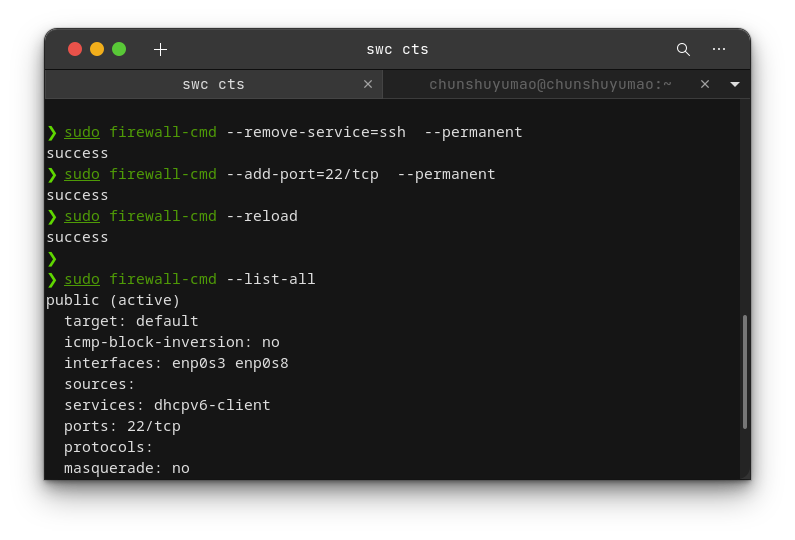 swc cts
swc cts
chunshuyumao@chunshuyumao:~
❯ sudo firewall-cmd --remove-service=ssh  --permanent
success
❯ sudo firewall-cmd --add-port=22/tcp  --permanent
success
❯ sudo firewall-cmd --reload
success
❯
❯ sudo firewall-cmd --list-all
public (active)
  target: default
  icmp-block-inversion: no
  interfaces: enp0s3 enp0s8
  sources:
  services: dhcpv6-client
  ports: 22/tcp
  protocols:
  masquerade: no